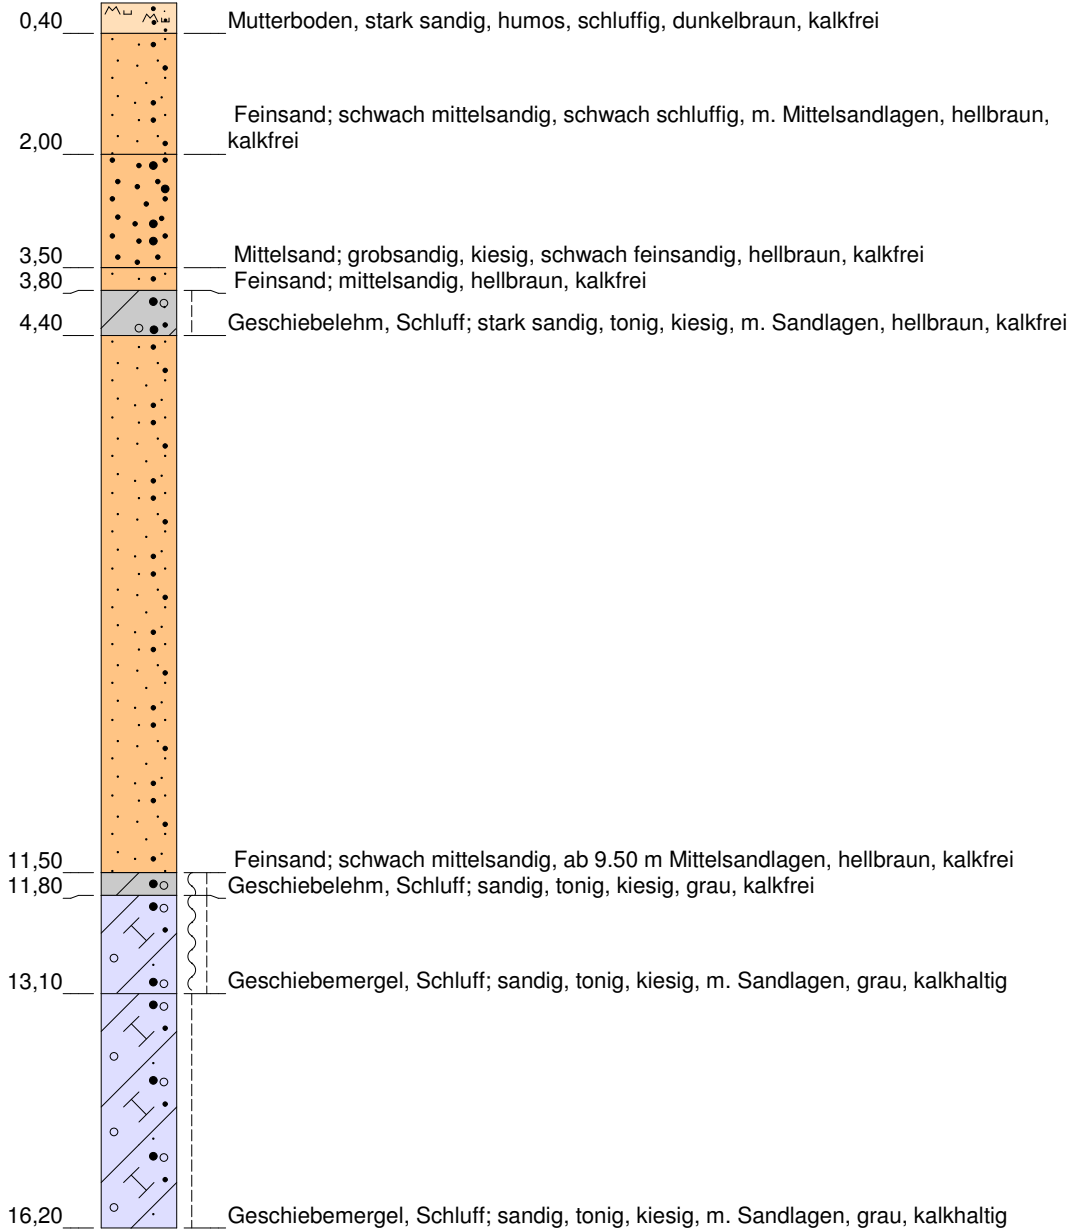 0,40 Mutterboden, stark sandig, humos, schluffig, dunkelbraun, kalkfrei
Feinsand; schwach mittelsandig, schwach schluffig, m. Mittelsandlagen, hellbraun,
2,00 kalkfrei
3,50 Mittelsand; grobsandig, kiesig, schwach feinsandig, hellbraun, kalkfrei
3,80 Feinsand; mittelsandig, hellbraun, kalkfrei
4,40 Geschiebelehm, Schluff; stark sandig, tonig, kiesig, m. Sandlagen, hellbraun, kalkfrei
11,50 Feinsand; schwach mittelsandig, ab 9.50 m Mittelsandlagen, hellbraun, kalkfrei
11,80 Geschiebelehm, Schluff; sandig, tonig, kiesig, grau, kalkfrei
13,10 Geschiebemergel, Schluff; sandig, tonig, kiesig, m. Sandlagen, grau, kalkhaltig
16,20 Geschiebemergel, Schluff; sandig, tonig, kiesig, m. Sandlagen, grau, kalkhaltig